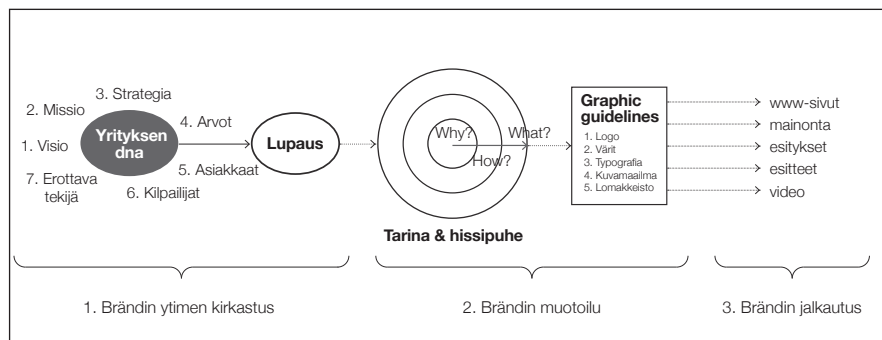 3. Strategia
2. Missio
4. Arvot
Yrityksen
dna
1. Visio
5. Asiakkaat
7. Erottava
tekijä
6. Kilpailijat
Lupaus
Why?
What?
How?
Tarina & hissipuhe
Graphic
guidelines
1. Logo
2. Värit
3. Typografia
4. Kuvamaailma
5. Lomakkeisto
www-sivut
mainonta
esitykset
esitteet
video
1. Brändin ytimen kirkastus
2. Brändin muotoilu
3. Brändin jalkautus